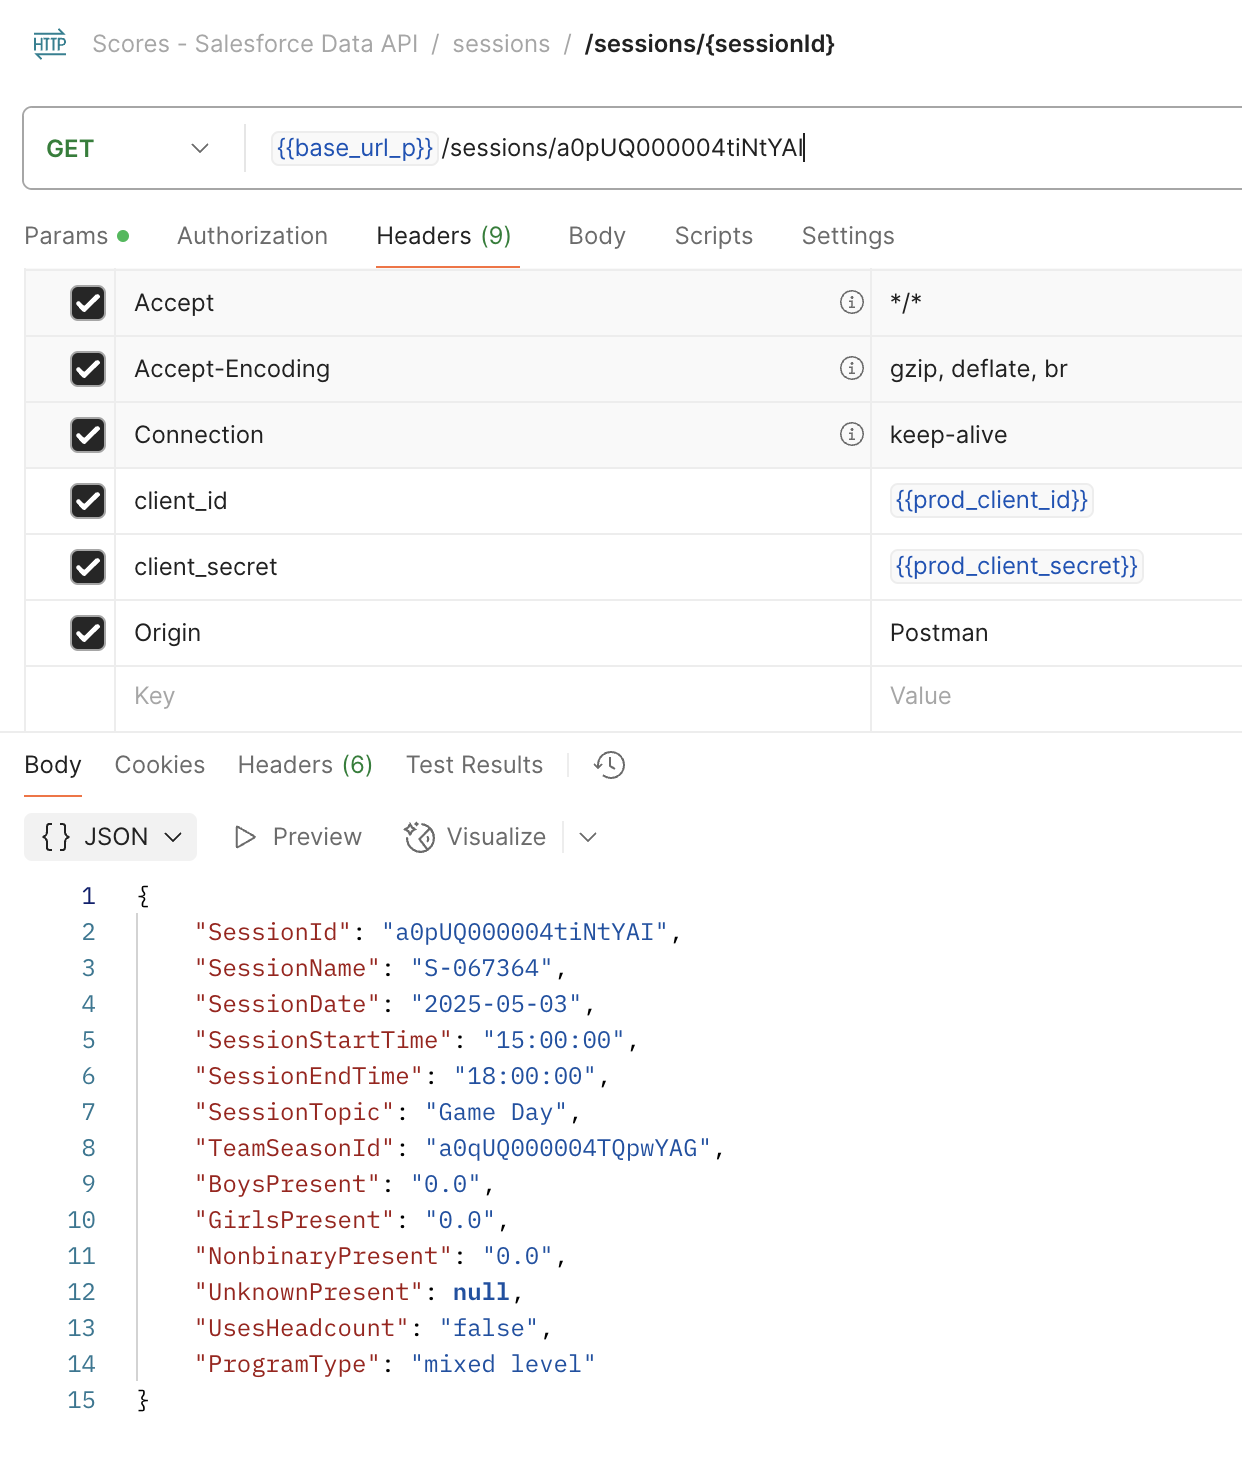 HTTP Scores - Salesforce Data API / sessions / /sessions/{sessionId}
GET {{base_url_p}} /sessions/a0pUQ000004tiNtYAI
Params Authorization Headers (9) Body Scripts Settings
Accept */*
Accept-Encoding gzip, deflate, br
Connection keep-alive
client_id {{prod_client_id}}
client_secret {{prod_client_secret}}
Origin Postman
Key Value
Body Cookies Headers (6) Test Results
{} JSON Preview Visualize
1 {
2 "SessionId": "a0pUQ000004tiNtYAI",
3 "SessionName": "S-067364",
4 "SessionDate": "2025-05-03",
5 "SessionStartTime": "15:00:00",
6 "SessionEndTime": "18:00:00",
7 "SessionTopic": "Game Day",
8 "TeamSeasonId": "a0qUQ000004TQpwYAG",
9 "BoysPresent": "0.0",
10 "GirlsPresent": "0.0",
11 "NonbinaryPresent": "0.0",
12 "UnknownPresent": null,
13 "UsesHeadcount": "false",
14 "ProgramType": "mixed level"
15 }